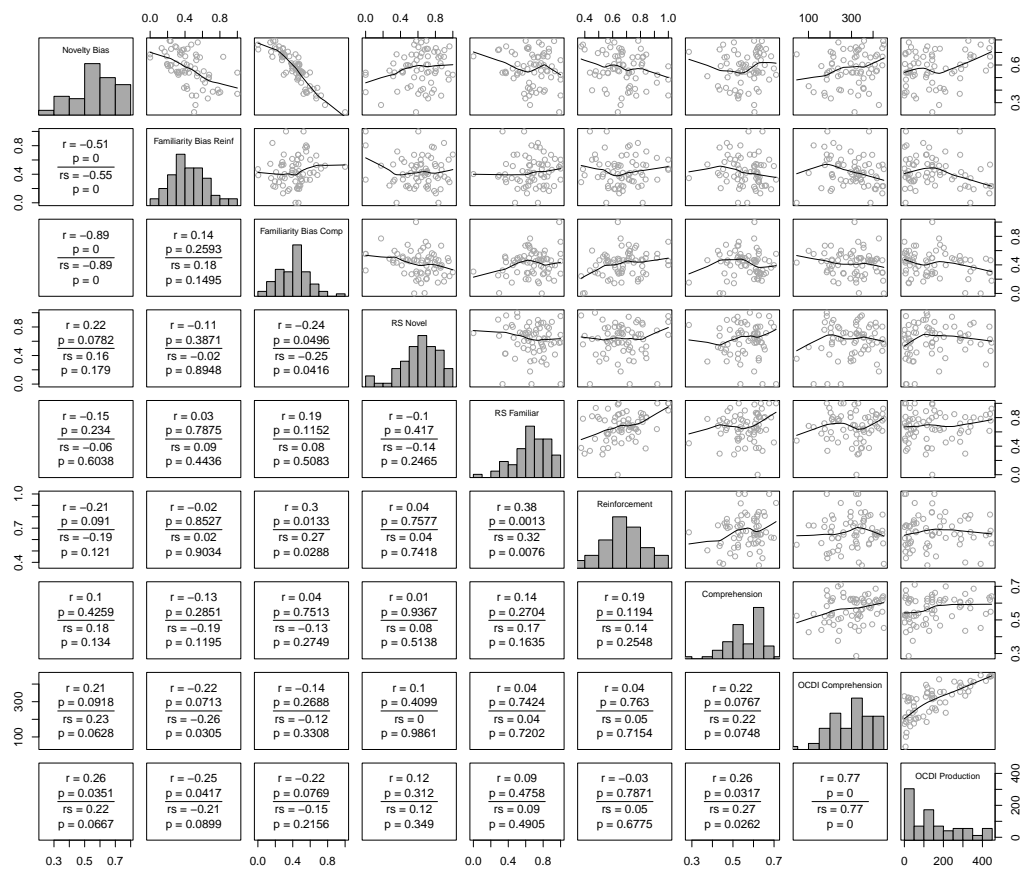 0.0 0.4 0.8
0.0 0.4 0.8
0.4 0.6 0.8 1.0
100 300
Novelty Bias
0.3 0.6
0.0 0.4 0.8
r = −0.51
p = 0
rs = −0.55
p = 0
Familiarity Bias Reinf
r = −0.89
p = 0
rs = −0.89
p = 0
r = 0.14
p = 0.2593
rs = 0.18
p = 0.1495
Familiarity Bias Comp
0.0 0.4 0.8
0.0 0.4 0.8
r = 0.22
p = 0.0782
rs = 0.16
p = 0.179
r = −0.11
p = 0.3871
rs = −0.02
p = 0.8948
r = −0.24
p = 0.0496
rs = −0.25
p = 0.0416
RS Novel
r = −0.15
p = 0.234
rs = −0.06
p = 0.6038
r = 0.03
p = 0.7875
rs = 0.09
p = 0.4436
r = 0.19
p = 0.1152
rs = 0.08
p = 0.5083
r = −0.1
p = 0.417
rs = −0.14
p = 0.2465
RS Familiar
0.0 0.4 0.8
0.4 0.7 1.0
r = −0.21
p = 0.091
rs = −0.19
p = 0.121
r = −0.02
p = 0.8527
rs = 0.02
p = 0.9034
r = 0.3
p = 0.0133
rs = 0.27
p = 0.0288
r = 0.04
p = 0.7577
rs = 0.04
p = 0.7418
r = 0.38
p = 0.0013
rs = 0.32
p = 0.0076
Reinforcement
r = 0.1
p = 0.4259
rs = 0.18
p = 0.134
r = −0.13
p = 0.2851
rs = −0.19
p = 0.1195
r = 0.04
p = 0.7513
rs = −0.13
p = 0.2749
r = 0.01
p = 0.9367
rs = 0.08
p = 0.5138
r = 0.14
p = 0.2704
rs = 0.17
p = 0.1635
r = 0.19
p = 0.1194
rs = 0.14
p = 0.2548
Comprehension
0.3 0.5 0.7
100 300
r = 0.21
p = 0.0918
rs = 0.23
p = 0.0628
r = −0.22
p = 0.0713
rs = −0.26
p = 0.0305
r = −0.14
p = 0.2688
rs = −0.12
p = 0.3308
r = 0.1
p = 0.4099
rs = 0
p = 0.9861
r = 0.04
p = 0.7424
rs = 0.04
p = 0.7202
r = 0.04
p = 0.763
rs = 0.05
p = 0.7154
r = 0.22
p = 0.0767
rs = 0.22
p = 0.0748
OCDI Comprehension
r = 0.26
p = 0.0351
rs = 0.22
p = 0.0667
r = −0.25
p = 0.0417
rs = −0.21
p = 0.0899
r = −0.22
p = 0.0769
rs = −0.15
p = 0.2156
r = 0.12
p = 0.312
rs = 0.12
p = 0.349
r = 0.09
p = 0.4758
rs = 0.09
p = 0.4905
r = −0.03
p = 0.7871
rs = 0.05
p = 0.6775
r = 0.26
p = 0.0317
rs = 0.27
p = 0.0262
r = 0.77
p = 0
rs = 0.77
p = 0
OCDI Production
0 200 400
0.3 0.5 0.7
0.0 0.4 0.8
0.0 0.4 0.8
0.3 0.5 0.7
0 200 400